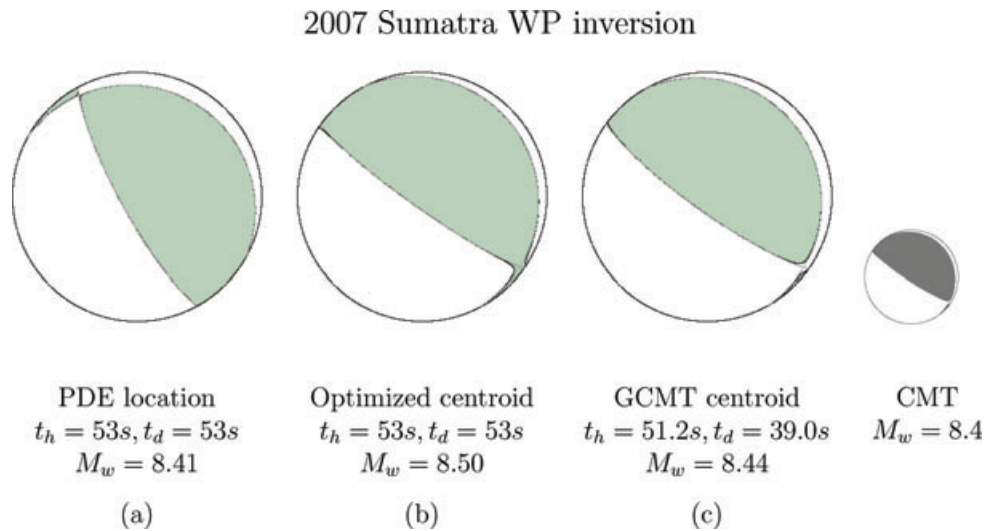 2007 Sumatra WP inversion
PDE location
t_h = 53s, t_d = 53s
M_w = 8.41
(a)
Optimized centroid
t_h = 53s, t_d = 53s
M_w = 8.50
(b)
GCMT centroid
t_h = 51.2s, t_d = 39.0s
M_w = 8.44
(c)
CMT
M_w = 8.4